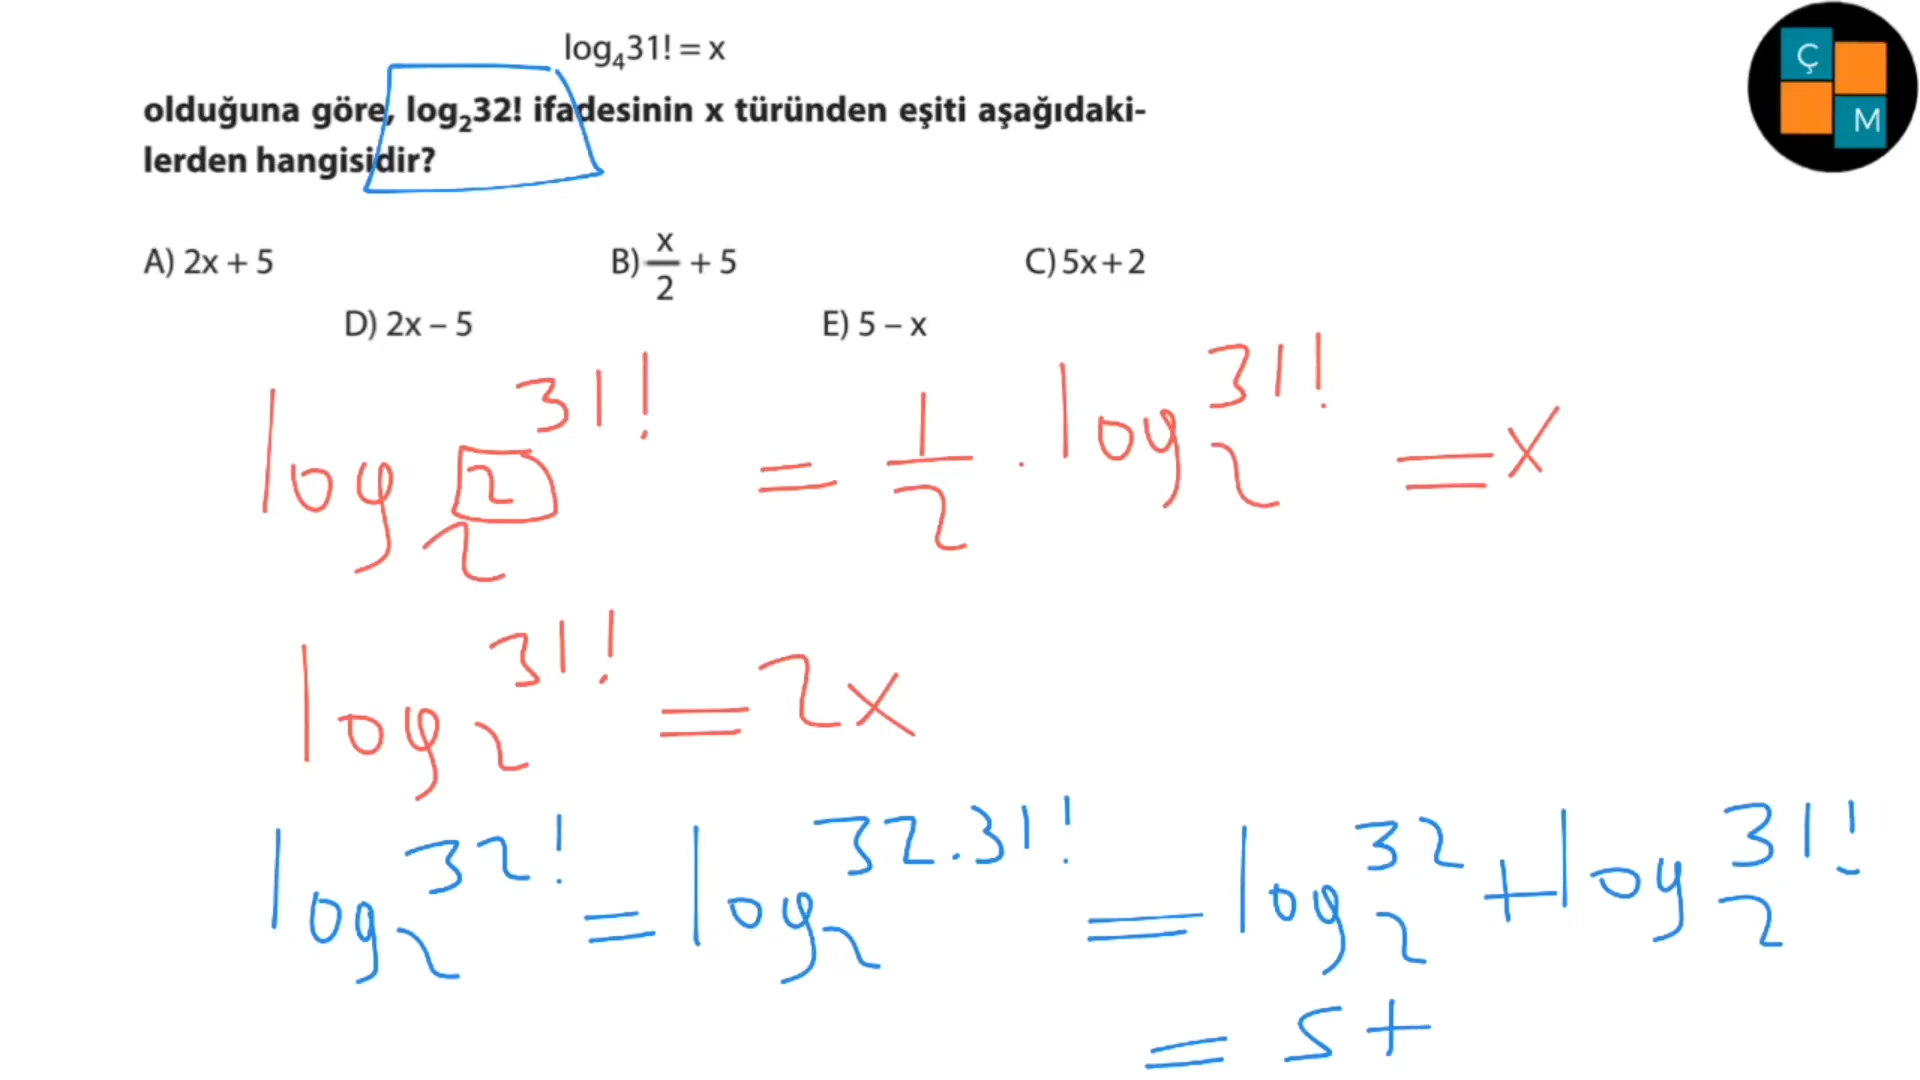 log₄31! = x
Ç
M
olduğuna göre, log₂32! ifadesinin x türünden eşiti aşağıdaki-
lerden hangisidir?
A) 2x + 5 B) x/2 + 5 C) 5x + 2
D) 2x – 5 E) 5 – x
log_{2^2} 31! = 1/2 . log₂ 31! = x
log₂ 31! = 2x
log₂ 32! = log₂ 32.31! = log₂ 32 + log₂ 31!
= 5 +